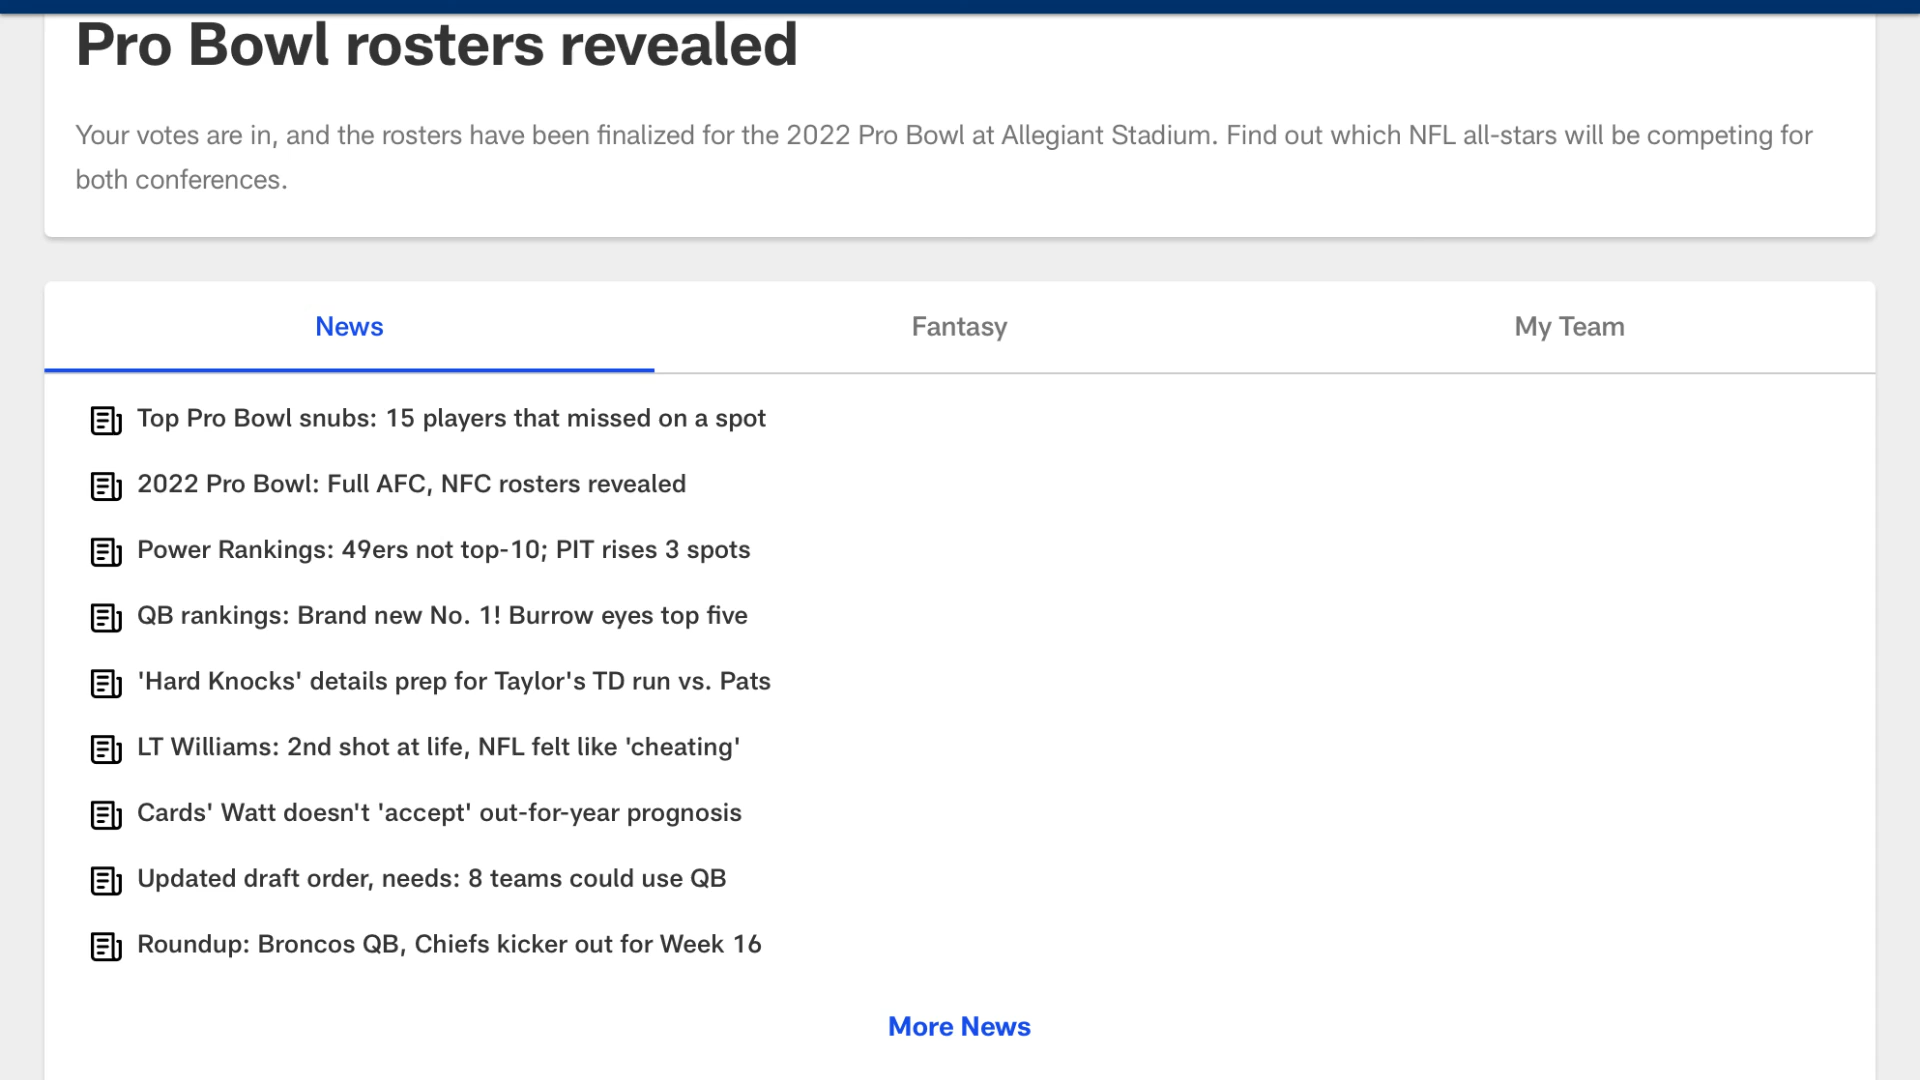 Pro Bowl rosters revealed
Your votes are in, and the rosters have been finalized for the 2022 Pro Bowl at Allegiant Stadium. Find out which NFL all-stars will be competing for
both conferences.
News
Fantasy
My Team
Top Pro Bowl snubs: 15 players that missed on a spot
2022 Pro Bowl: Full AFC, NFC rosters revealed
Power Rankings: 49ers not top-10; PIT rises 3 spots
QB rankings: Brand new No. 1! Burrow eyes top five
'Hard Knocks' details prep for Taylor's TD run vs. Pats
LT Williams: 2nd shot at life, NFL felt like 'cheating'
Cards' Watt doesn't 'accept' out-for-year prognosis
Updated draft order, needs: 8 teams could use QB
Roundup: Broncos QB, Chiefs kicker out for Week 16
More News